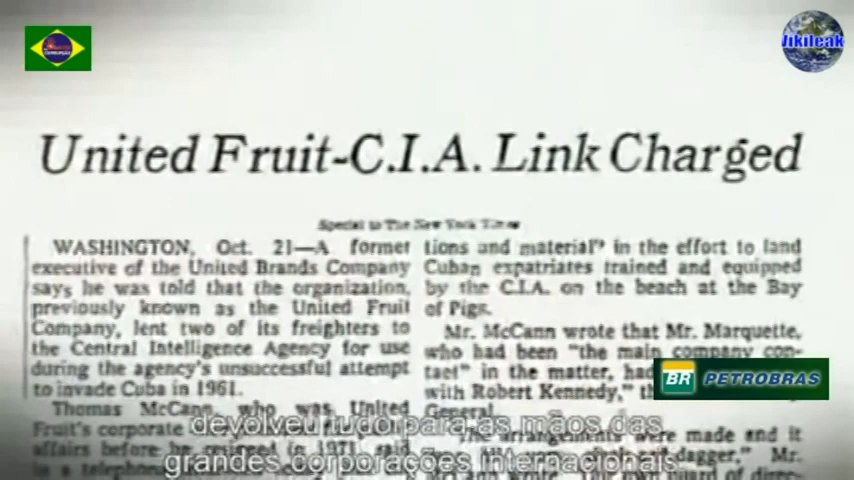 Jikileak
United Fruit-C.I.A. Link Charged
Special to The New York Times
WASHINGTON, Oct. 21—A former
executive of the United Brands Company
says he was told that the organization,
previously known as the United Fruit
Company, lent two of its freighters to
the Central Intelligence Agency for use
during the agency's unsuccessful attempt
to invade Cuba in 1961.
Thomas McCann, who was United
Fruit's corporate
affairs before he resigned in 1971, said
in a telephone
tions and material" in the effort to land
Cuban expatriates trained and equipped
by the C.I.A. on the beach at the Bay
of Pigs.
Mr. McCann wrote that Mr. Marquette,
who had been "the main company con-
tact" in the matter, had
with Robert Kennedy,"
General.
The arrangements were made and it
dagger," Mr.
wrote.
of direc-
BR PETROBRAS
devolveu tudo para as mãos das
grandes corporações internacionais.